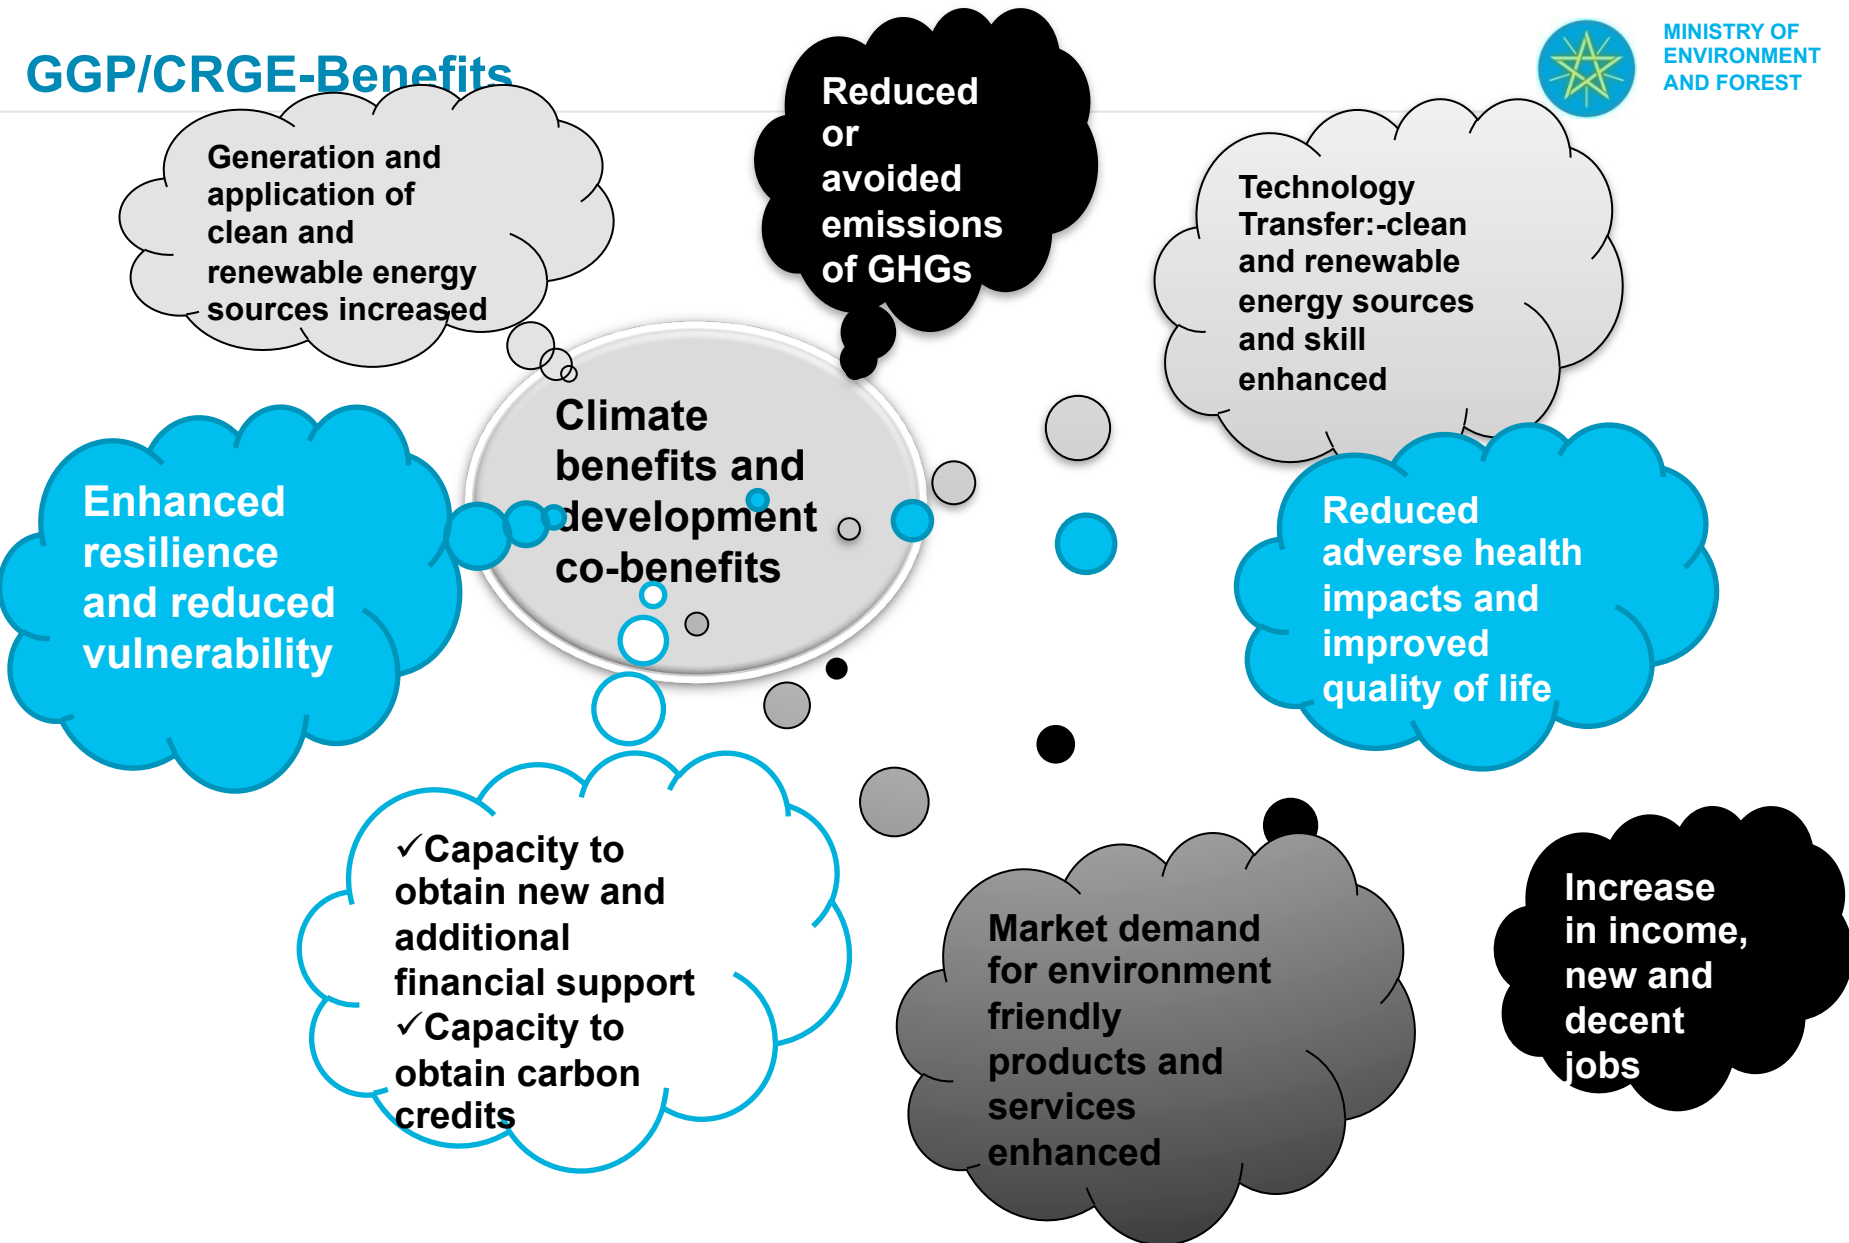 GGP/CRGE-Benefits
MINISTRY OF
ENVIRONMENT
AND FOREST
Generation and
application of
clean and
renewable energy
sources increased
Reduced
or
avoided
emissions
of GHGs
Technology
Transfer:-clean
and renewable
energy sources
and skill
enhanced
Climate
benefits and
development
co-benefits
Enhanced
resilience
and reduced
vulnerability
Reduced
adverse health
impacts and
improved
quality of life
✓Capacity to
obtain new and
additional
financial support
✓Capacity to
obtain carbon
credits
Market demand
for environment
friendly
products and
services
enhanced
Increase
in income,
new and
decent
jobs